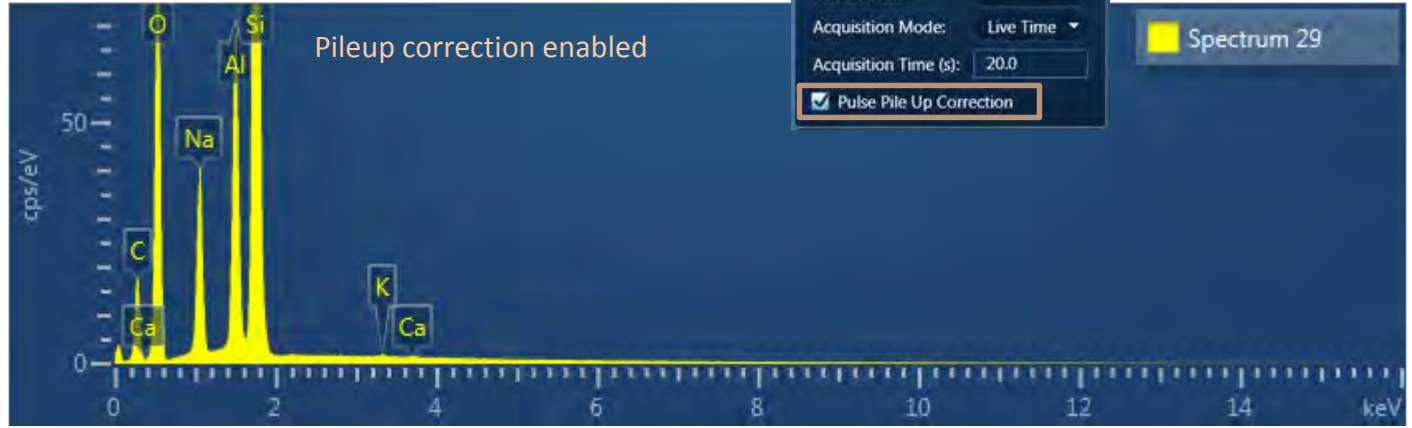 Pileup correction enabled
Acquisition Mode: Live Time
Acquisition Time (s): 20.0
Pulse Pile Up Correction
Spectrum 29
O
Si
Al
Na
C
Ca
K
Ca
cps/eV
50
0
0 2 4 6 8 10 12 14 keV